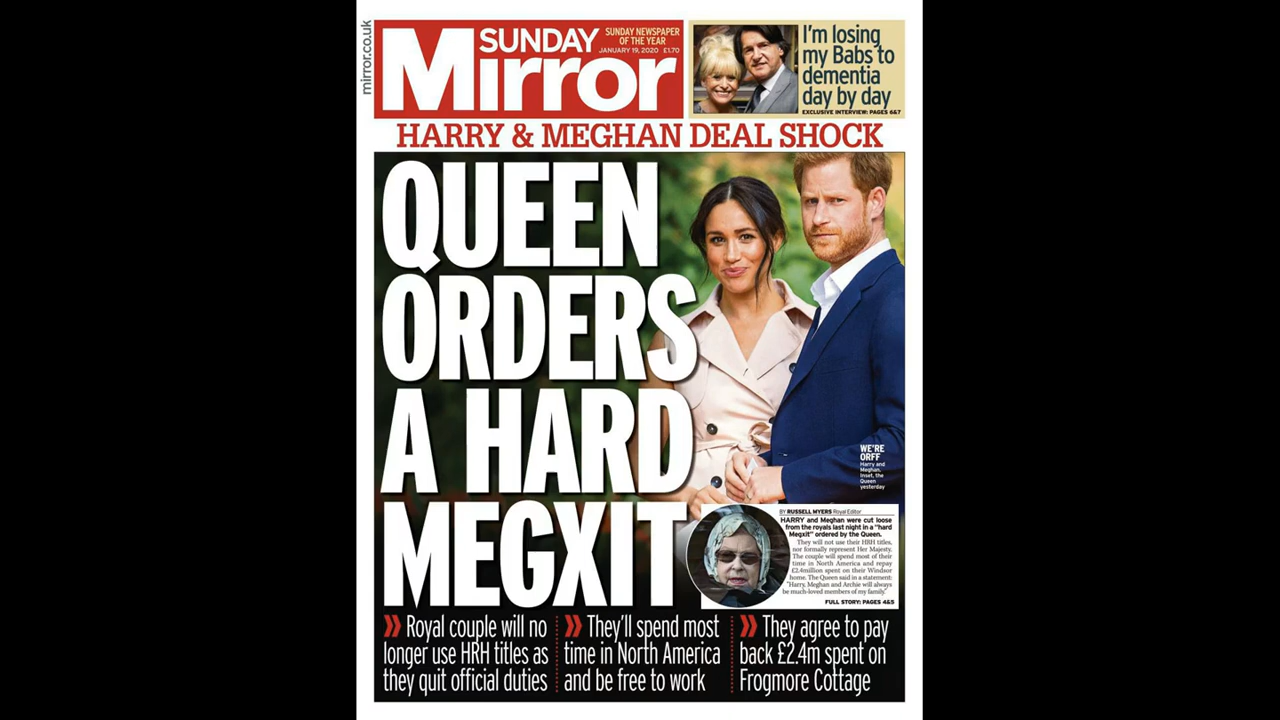 mirror.co.uk
SUNDAY
Mirror
SUNDAY NEWSPAPER
OF THE YEAR
JANUARY 19, 2020 £1.70
I'm losing
my Babs to
dementia
day by day
EXCLUSIVE INTERVIEW: PAGES 6&7
HARRY & MEGHAN DEAL SHOCK
QUEEN
ORDERS
A HARD
MEGXIT
WE'RE
ORFF
Harry and
Meghan.
Inset, the
Queen
yesterday
BY RUSSELL MYERS Royal Editor
HARRY and Meghan were cut loose
from the royals last night in a "hard
Megxit" ordered by the Queen.
They will not use their HRH titles,
nor formally represent Her Majesty.
The couple will spend most of their
time in North America and repay
£2.4million spent on their Windsor
home. The Queen said in a statement:
"Harry, Meghan and Archie will always
be much-loved members of my family."
FULL STORY: PAGES 4&5
» Royal couple will no
longer use HRH titles as
they quit official duties
» They'll spend most
time in North America
and be free to work
» They agree to pay
back £2.4m spent on
Frogmore Cottage